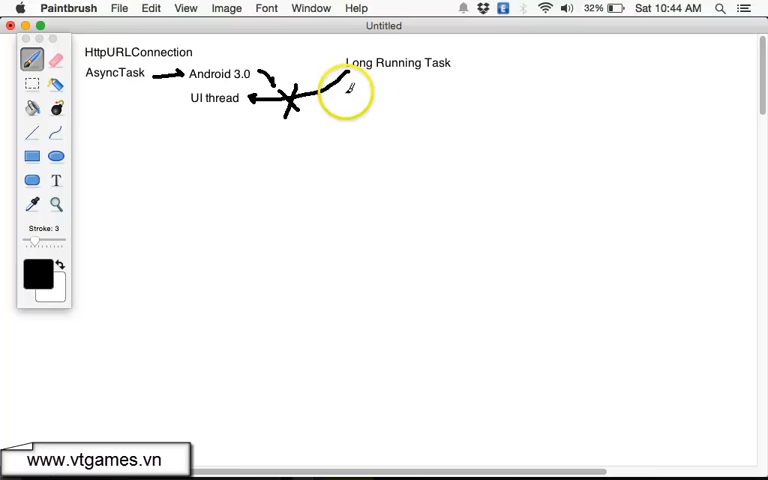 Paintbrush File Edit View Image Font Window Help 32% Sat 10:44 AM
Untitled
HttpURLConnection
Long Running Task
AsyncTask Android 3.0
UI thread
T
Stroke: 3
www.vtgames.vn